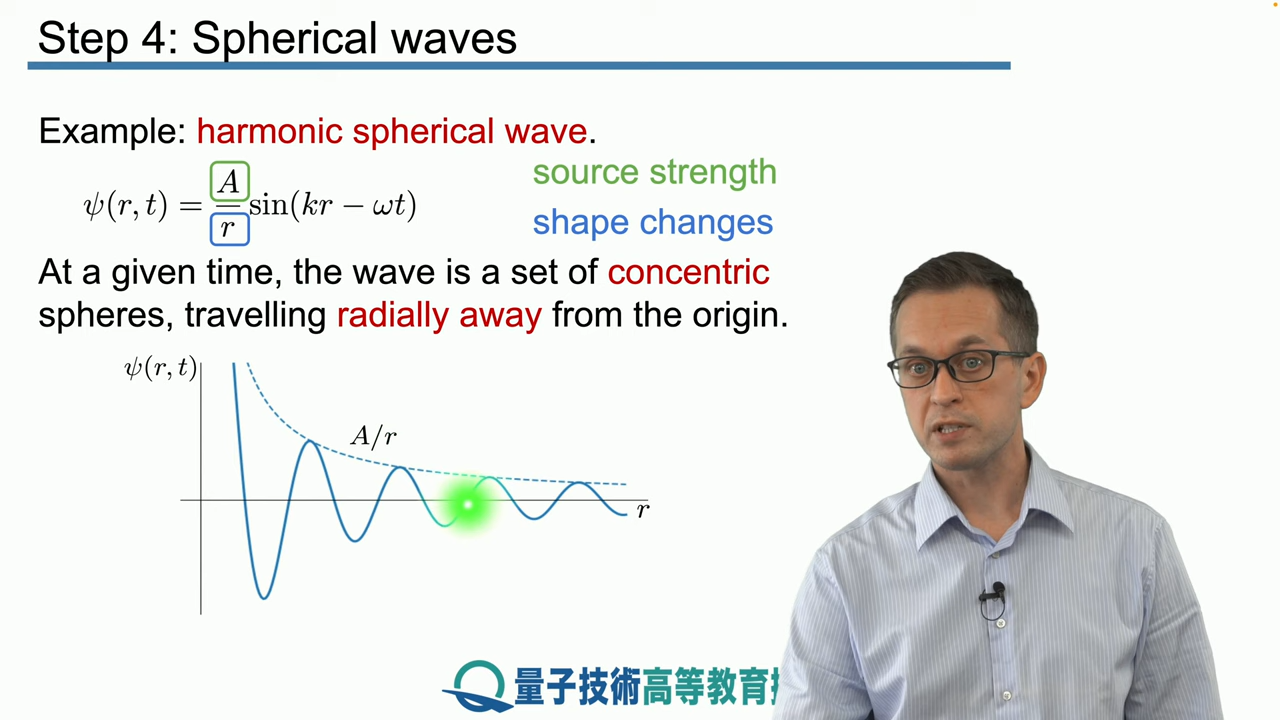 Step 4: Spherical waves
Example: harmonic spherical wave.
ψ(r, t) = A/r sin(kr − ωt)
source strength
shape changes
At a given time, the wave is a set of concentric
spheres, travelling radially away from the origin.
ψ(r, t)
A/r
r
量子技術高等教育